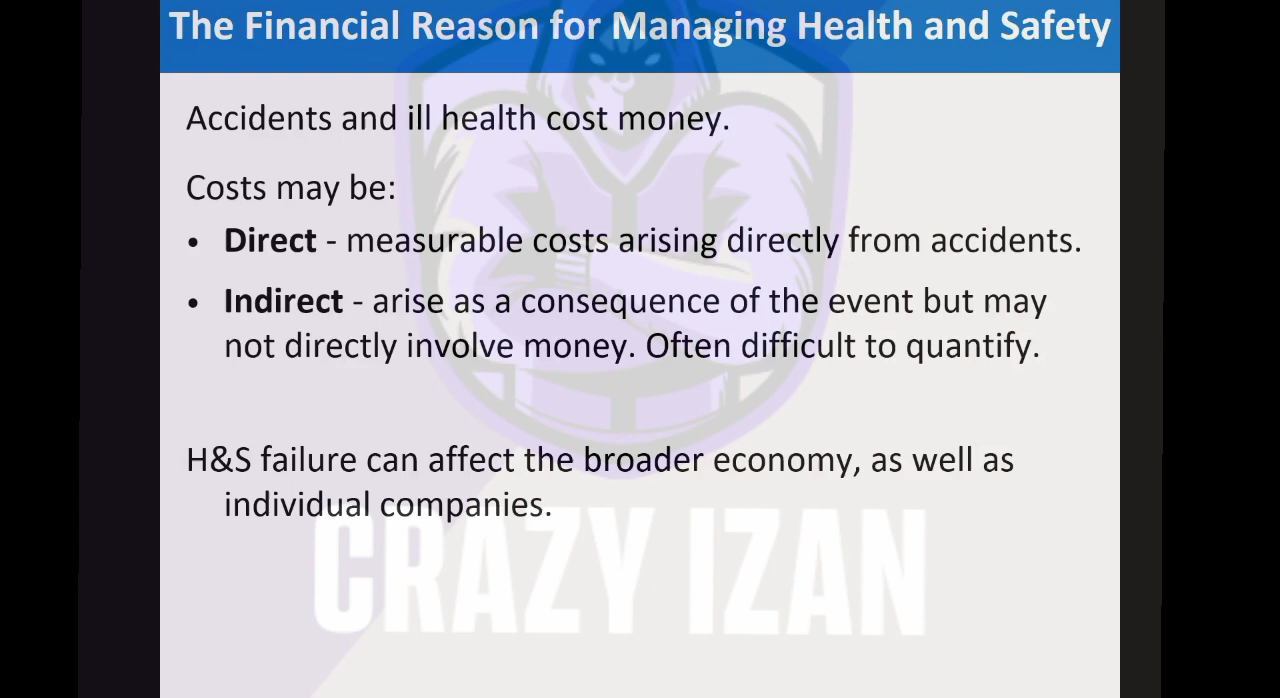 The Financial Reason for Managing Health and Safety
Accidents and ill health cost money.
Costs may be:
• Direct - measurable costs arising directly from accidents.
• Indirect - arise as a consequence of the event but may
not directly involve money. Often difficult to quantify.
H&S failure can affect the broader economy, as well as
individual companies.
CRAZY IZAN